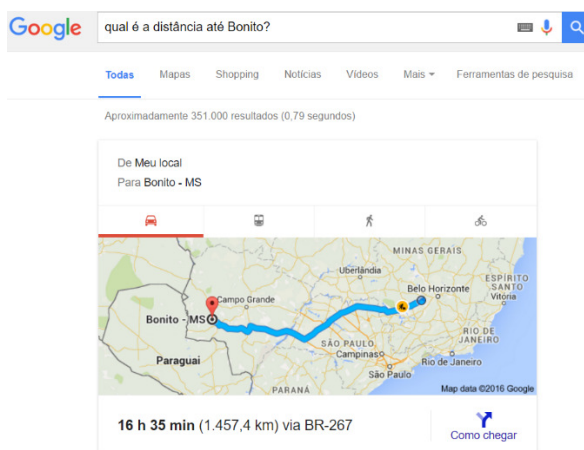 Google qual é a distância até Bonito?
Todas Mapas Shopping Notícias Vídeos Mais Ferramentas de pesquisa
Aproximadamente 351.000 resultados (0,79 segundos)
De Meu local
Para Bonito - MS
MINAS GERAIS
Uberlândia
ESPÍRITO
SANTO
Belo Horizonte
Vitória
Campo Grande
Bonito - MS
RIO DE
JANEIRO
SÃO PAULO
Campinas
Paraguai
Rio de Janeiro
São Paulo
PARANÁ
Map data ©2016 Google
16 h 35 min (1.457,4 km) via BR-267
Como chegar